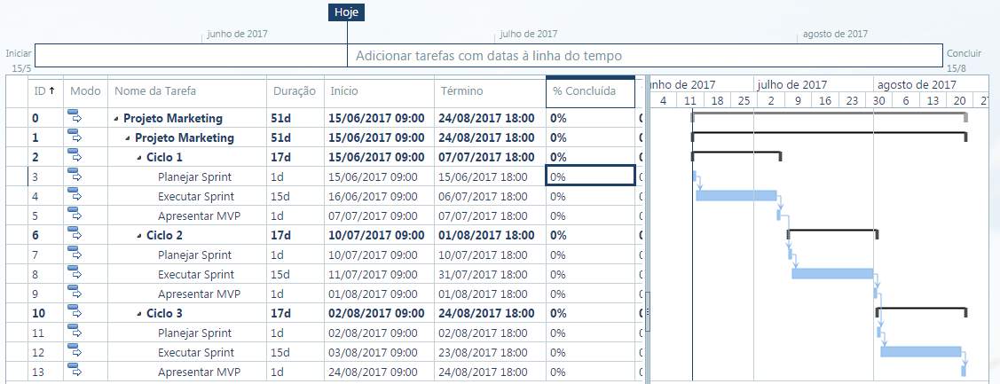 Hoje
junho de 2017 julho de 2017 agosto de 2017
Iniciar Adicionar tarefas com datas à linha do tempo Concluir
15/5 15/8
ID Modo Nome da Tarefa Duração Início Término % Concluída
nho de 2017 julho de 2017 agosto de 2017
4 11 18 25 2 9 16 23 30 6 13 20 27
0 Projeto Marketing 51d 15/06/2017 09:00 24/08/2017 18:00 0%
1 Projeto Marketing 51d 15/06/2017 09:00 24/08/2017 18:00 0%
2 Ciclo 1 17d 15/06/2017 09:00 07/07/2017 18:00 0%
3 Planejar Sprint 1d 15/06/2017 09:00 15/06/2017 18:00 0%
4 Executar Sprint 15d 16/06/2017 09:00 06/07/2017 18:00 0%
5 Apresentar MVP 1d 07/07/2017 09:00 07/07/2017 18:00 0%
6 Ciclo 2 17d 10/07/2017 09:00 01/08/2017 18:00 0%
7 Planejar Sprint 1d 10/07/2017 09:00 10/07/2017 18:00 0%
8 Executar Sprint 15d 11/07/2017 09:00 31/07/2017 18:00 0%
9 Apresentar MVP 1d 01/08/2017 09:00 01/08/2017 18:00 0%
10 Ciclo 3 17d 02/08/2017 09:00 24/08/2017 18:00 0%
11 Planejar Sprint 1d 02/08/2017 09:00 02/08/2017 18:00 0%
12 Executar Sprint 15d 03/08/2017 09:00 23/08/2017 18:00 0%
13 Apresentar MVP 1d 24/08/2017 09:00 24/08/2017 18:00 0%